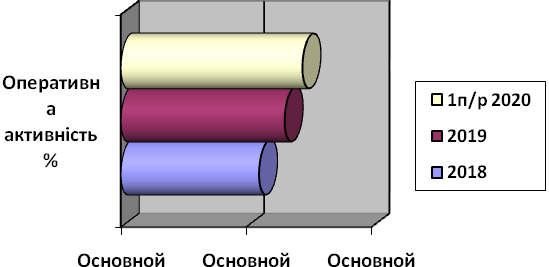 Оперативн
а
активність
%
1п/р 2020
2019
2018
Основной Основной Основной